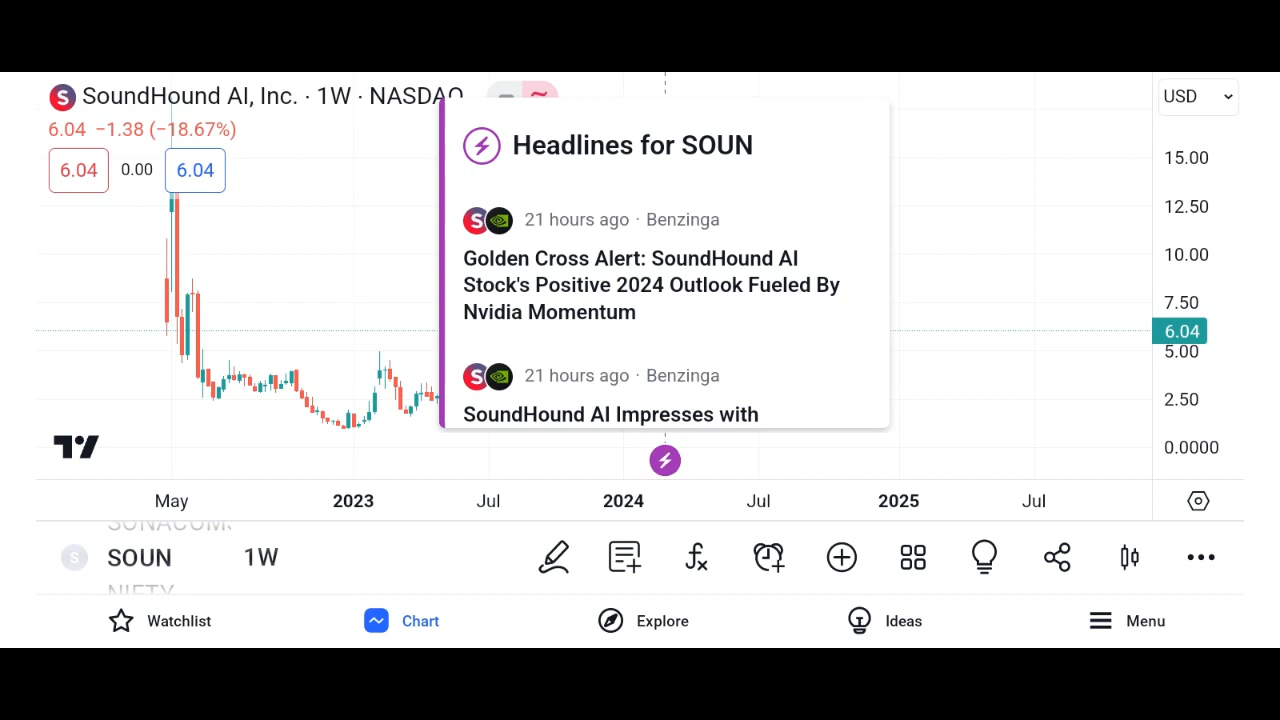 SoundHound AI, Inc. · 1W · NASDAQ
USD
6.04 −1.38 (−18.67%)
6.04 0.00 6.04
Headlines for SOUN
21 hours ago · Benzinga
Golden Cross Alert: SoundHound AI
Stock's Positive 2024 Outlook Fueled By
Nvidia Momentum
21 hours ago · Benzinga
SoundHound AI Impresses with
15.00
12.50
10.00
7.50
6.04
5.00
2.50
0.0000
May 2023 Jul 2024 Jul 2025 Jul
SOUN 1W
NIFTY
Watchlist Chart Explore Ideas Menu